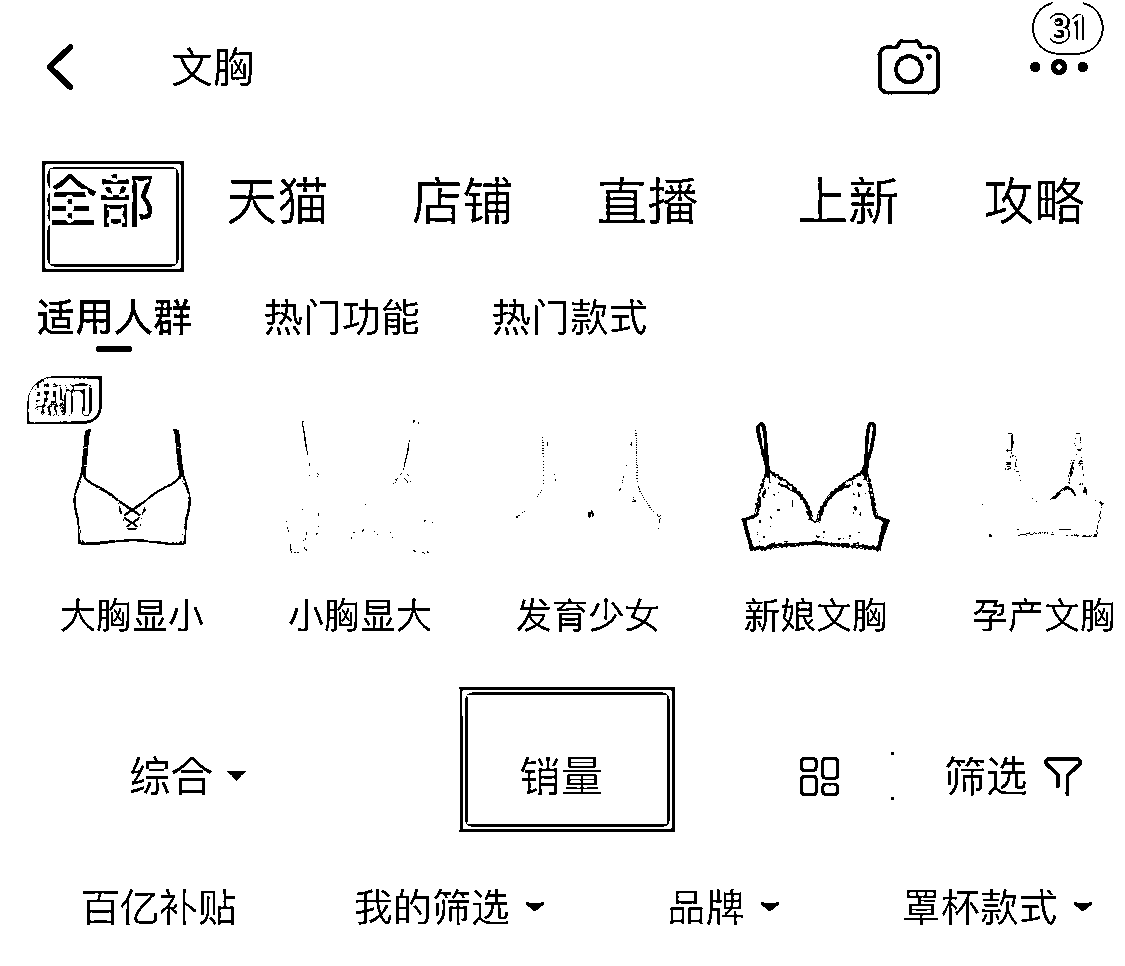 文胸
31
全部 天猫 店铺 直播 上新 攻略
适用人群 热门功能 热门款式
热门
大胸显小 小胸显大 发育少女 新娘文胸 孕产文胸
综合 销量 筛选
百亿补贴 我的筛选 品牌 罩杯款式